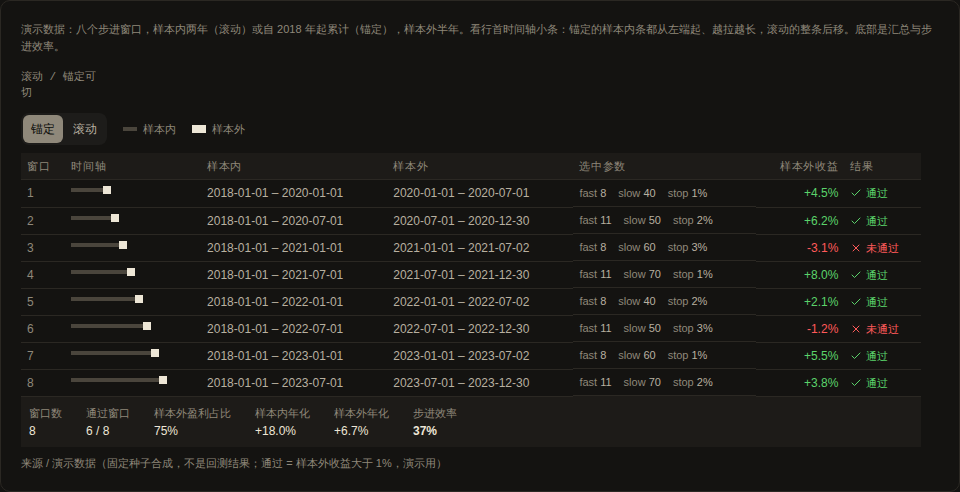 演示数据：八个步进窗口，样本内两年（滚动）或自 2018 年起累计（锚定），样本外半年。看行首时间轴小条：锚定的样本内条都从左端起、越拉越长，滚动的整条后移。底部是汇总与步
进效率。
滚动 / 锚定可
切
锚定 滚动 样本内 样本外
窗口 时间轴 样本内 样本外 选中参数 样本外收益 结果
1 2018-01-01 – 2020-01-01 2020-01-01 – 2020-07-01 fast 8 slow 40 stop 1% +4.5% 通过
2 2018-01-01 – 2020-07-01 2020-07-01 – 2020-12-30 fast 11 slow 50 stop 2% +6.2% 通过
3 2018-01-01 – 2021-01-01 2021-01-01 – 2021-07-02 fast 8 slow 60 stop 3% -3.1% 未通过
4 2018-01-01 – 2021-07-01 2021-07-01 – 2021-12-30 fast 11 slow 70 stop 1% +8.0% 通过
5 2018-01-01 – 2022-01-01 2022-01-01 – 2022-07-02 fast 8 slow 40 stop 2% +2.1% 通过
6 2018-01-01 – 2022-07-01 2022-07-01 – 2022-12-30 fast 11 slow 50 stop 3% -1.2% 未通过
7 2018-01-01 – 2023-01-01 2023-01-01 – 2023-07-02 fast 8 slow 60 stop 1% +5.5% 通过
8 2018-01-01 – 2023-07-01 2023-07-01 – 2023-12-30 fast 11 slow 70 stop 2% +3.8% 通过
窗口数 通过窗口 样本外盈利占比 样本内年化 样本外年化 步进效率
8 6 / 8 75% +18.0% +6.7% 37%
来源 / 演示数据（固定种子合成，不是回测结果；通过 = 样本外收益大于 1%，演示用）